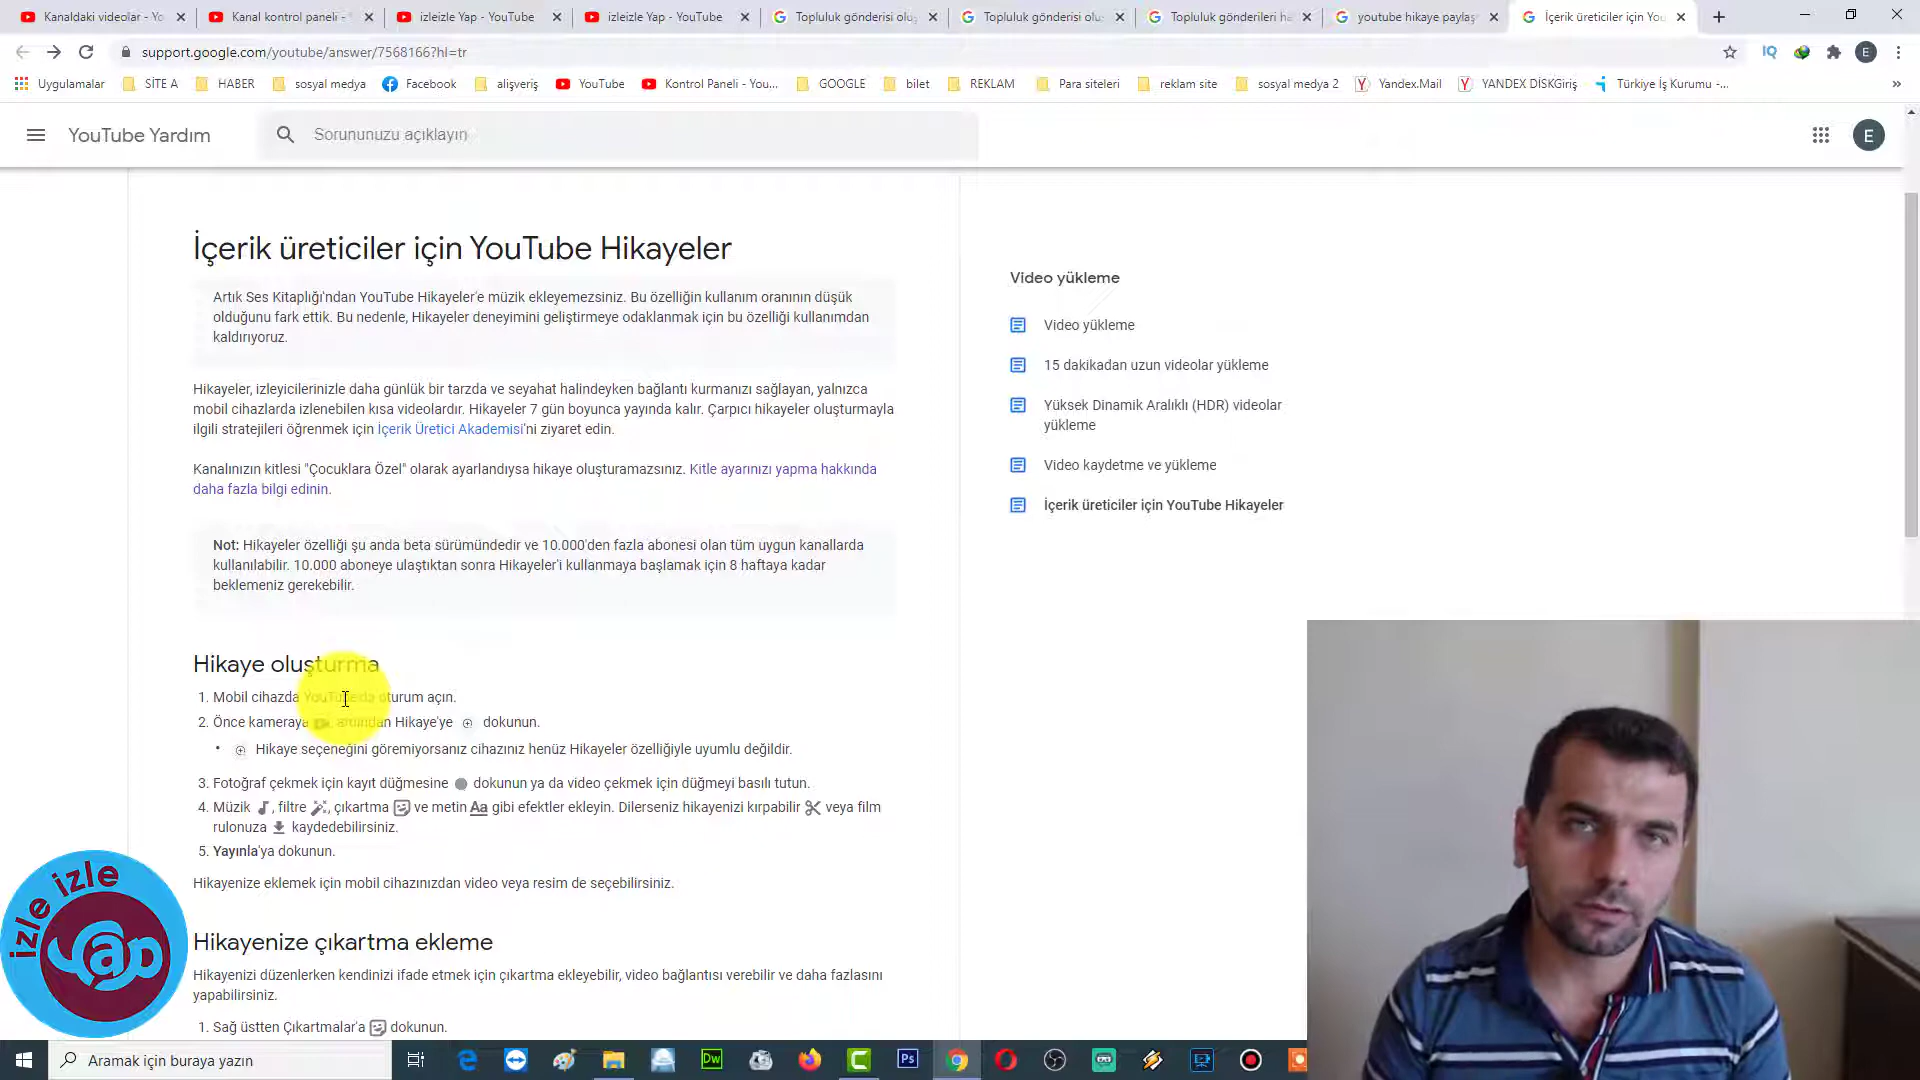 Kanaldaki videolar - Yo
Kanal kontrol paneli -
izleizle Yap - YouTube
izleizle Yap - YouTube
Topluluk gönderisi olu
Topluluk gönderisi olu
Topluluk gönderileri ha
youtube hikaye paylaş
İçerik üreticiler için You
support.google.com/youtube/answer/7568166?hl=tr
IQ
E
Uygulamalar
SİTE A
HABER
sosyal medya
Facebook
alışveriş
YouTube
Kontrol Paneli - You...
GOOGLE
bilet
REKLAM
Para siteleri
reklam site
sosyal medya 2
Yandex.Mail
YANDEX DİSKGiriş
Türkiye İş Kurumu -...
YouTube Yardım
Sorununuzu açıklayın
E
İçerik üreticiler için YouTube Hikayeler
Artık Ses Kitaplığı'ndan YouTube Hikayeler'e müzik ekleyemezsiniz. Bu özelliğin kullanım oranının düşük
olduğunu fark ettik. Bu nedenle, Hikayeler deneyimini geliştirmeye odaklanmak için bu özelliği kullanımdan
kaldırıyoruz.
Hikayeler, izleyicilerinizle daha günlük bir tarzda ve seyahat halindeyken bağlantı kurmanızı sağlayan, yalnızca
mobil cihazlarda izlenebilen kısa videolardır. Hikayeler 7 gün boyunca yayında kalır. Çarpıcı hikayeler oluşturmayla
ilgili stratejileri öğrenmek için İçerik Üretici Akademisi'ni ziyaret edin.
Kanalınızın kitlesi "Çocuklara Özel" olarak ayarlandıysa hikaye oluşturamazsınız. Kitle ayarınızı yapma hakkında
daha fazla bilgi edinin.
Not: Hikayeler özelliği şu anda beta sürümündedir ve 10.000'den fazla abonesi olan tüm uygun kanallarda
kullanılabilir. 10.000 aboneye ulaştıktan sonra Hikayeler'i kullanmaya başlamak için 8 haftaya kadar
beklemeniz gerekebilir.
Hikaye oluşturma
1. Mobil cihazda YouTube'da oturum açın.
2. Önce kameraya, ardından Hikaye'ye dokunun.
• Hikaye seçeneğini göremiyorsanız cihazınız henüz Hikayeler özelliğiyle uyumlu değildir.
3. Fotoğraf çekmek için kayıt düğmesine dokunun ya da video çekmek için düğmeyi basılı tutun.
4. Müzik , filtre , çıkartma ve metin Aa gibi efektler ekleyin. Dilerseniz hikayenizi kırpabilir veya film
rulonuza kaydedebilirsiniz.
5. Yayınla'ya dokunun.
Hikayenize eklemek için mobil cihazınızdan video veya resim de seçebilirsiniz.
Hikayenize çıkartma ekleme
Hikayenizi düzenlerken kendinizi ifade etmek için çıkartma ekleyebilir, video bağlantısı verebilir ve daha fazlasını
yapabilirsiniz.
1. Sağ üstten Çıkartmalar'a dokunun.
Video yükleme
Video yükleme
15 dakikadan uzun videolar yükleme
Yüksek Dinamik Aralıklı (HDR) videolar
yükleme
Video kaydetme ve yükleme
İçerik üreticiler için YouTube Hikayeler
izle izle
yap
Aramak için buraya yazın
Dw
Ps